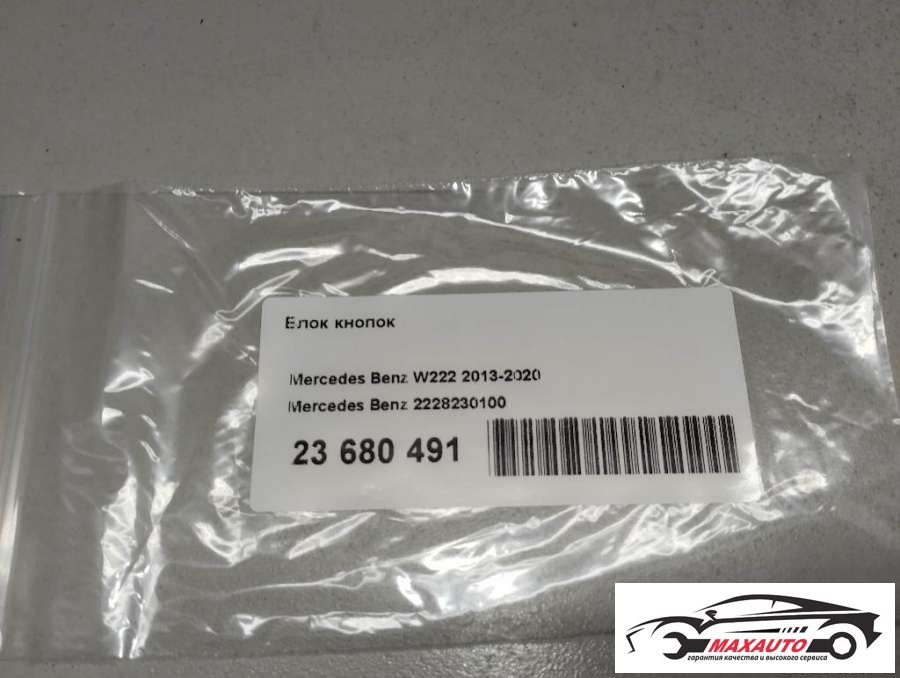 Блок кнопок
Mercedes Benz W222 2013-2020
Mercedes Benz 2228230100
23 680 491
MAXAUTO
гарантия качества и высокого сервиса